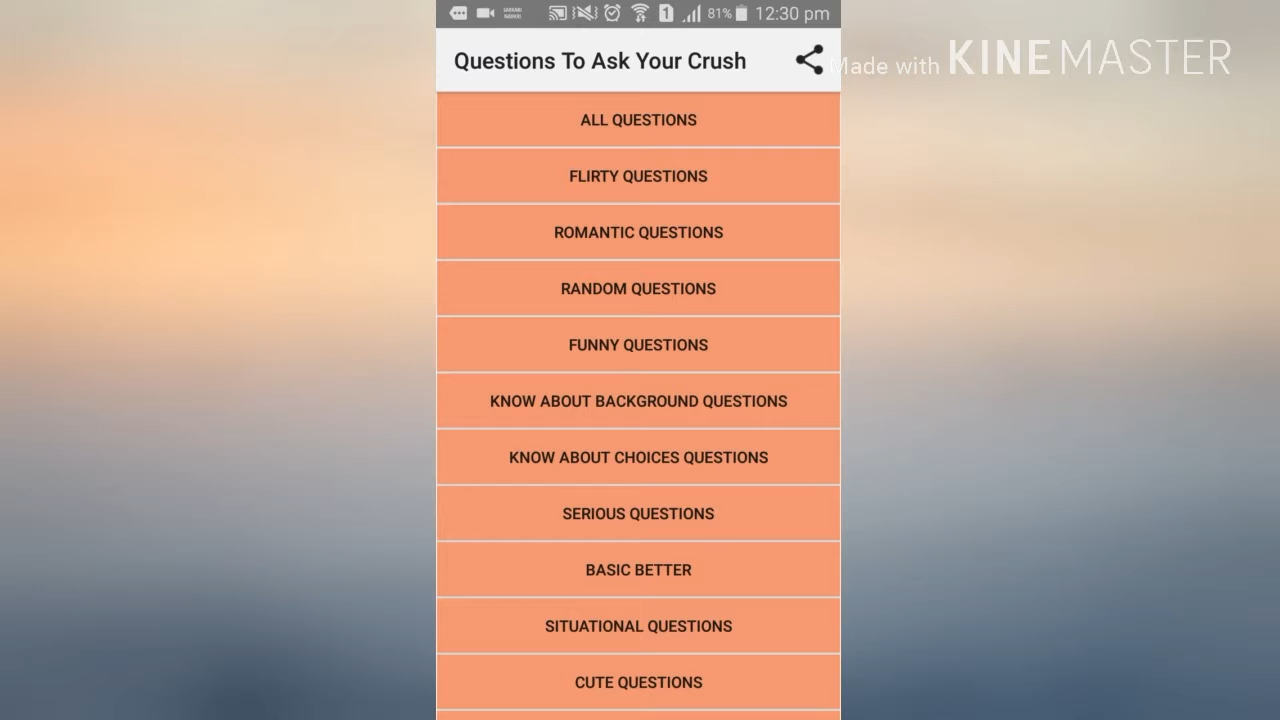 81% 12:30 pm
Questions To Ask Your Crush
Made with KINEMASTER
ALL QUESTIONS
FLIRTY QUESTIONS
ROMANTIC QUESTIONS
RANDOM QUESTIONS
FUNNY QUESTIONS
KNOW ABOUT BACKGROUND QUESTIONS
KNOW ABOUT CHOICES QUESTIONS
SERIOUS QUESTIONS
BASIC BETTER
SITUATIONAL QUESTIONS
CUTE QUESTIONS